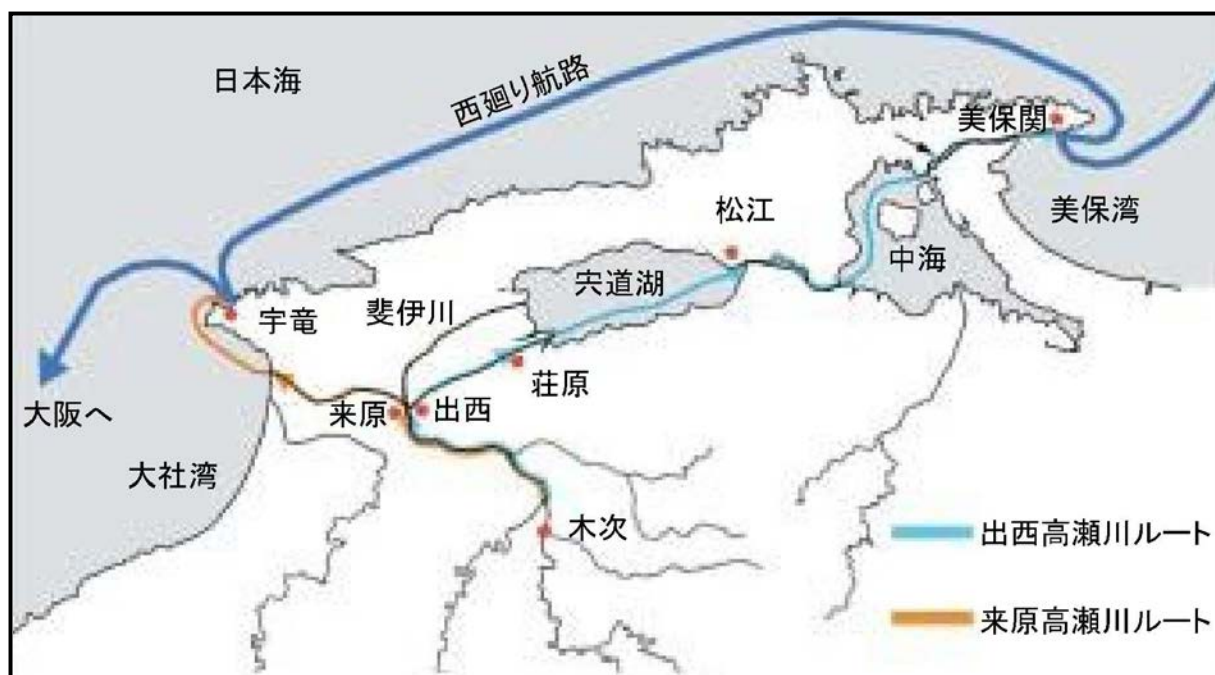 日本海
西廻り航路
美保関
松江
美保湾
中海
宍道湖
斐伊川
宇竜
荘原
来原
出西
大阪へ
大社湾
木次
出西高瀬川ルート
来原高瀬川ルート